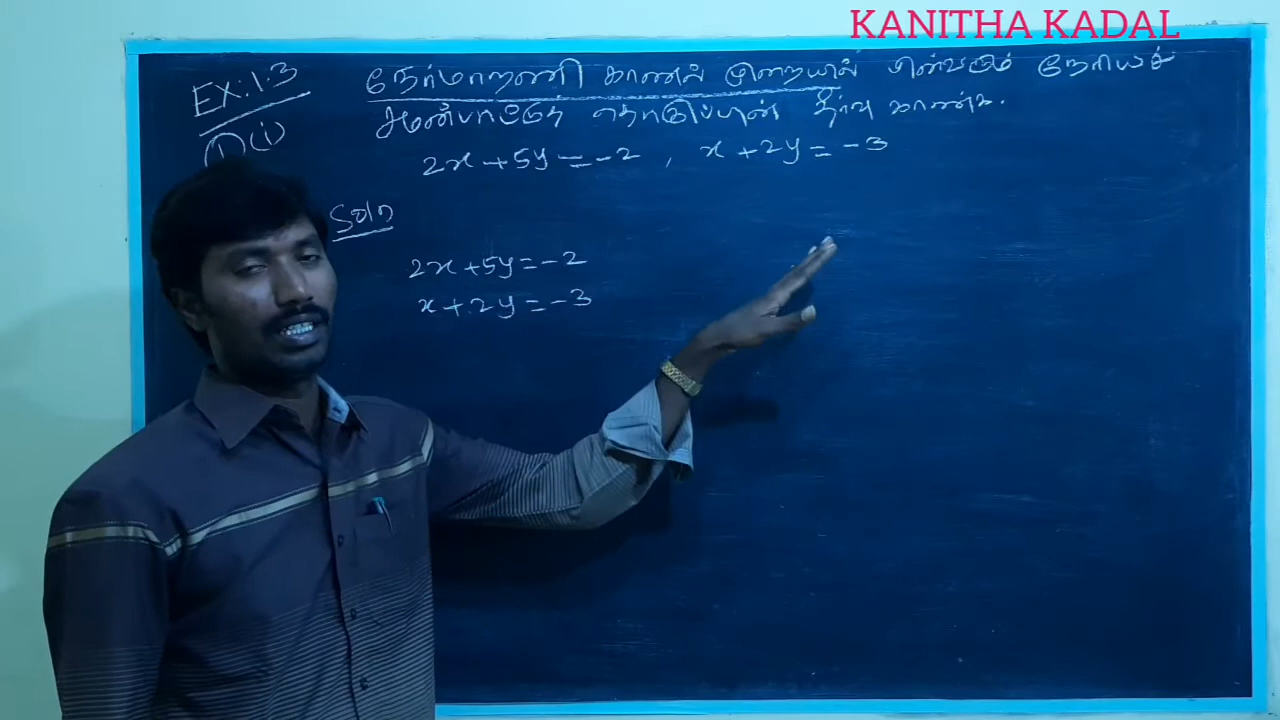 KANITHA KADAL
Ex: 1.3
நேர்மாறணி காணல் முறையில் பின்வரும் நேரியச்
சமன்பாட்டுத் தொகுப்பின் தீர்வு காண்க.
1) (i)
2x + 5y = -2 , x + 2y = -3
Soln
2x + 5y = -2
x + 2y = -3